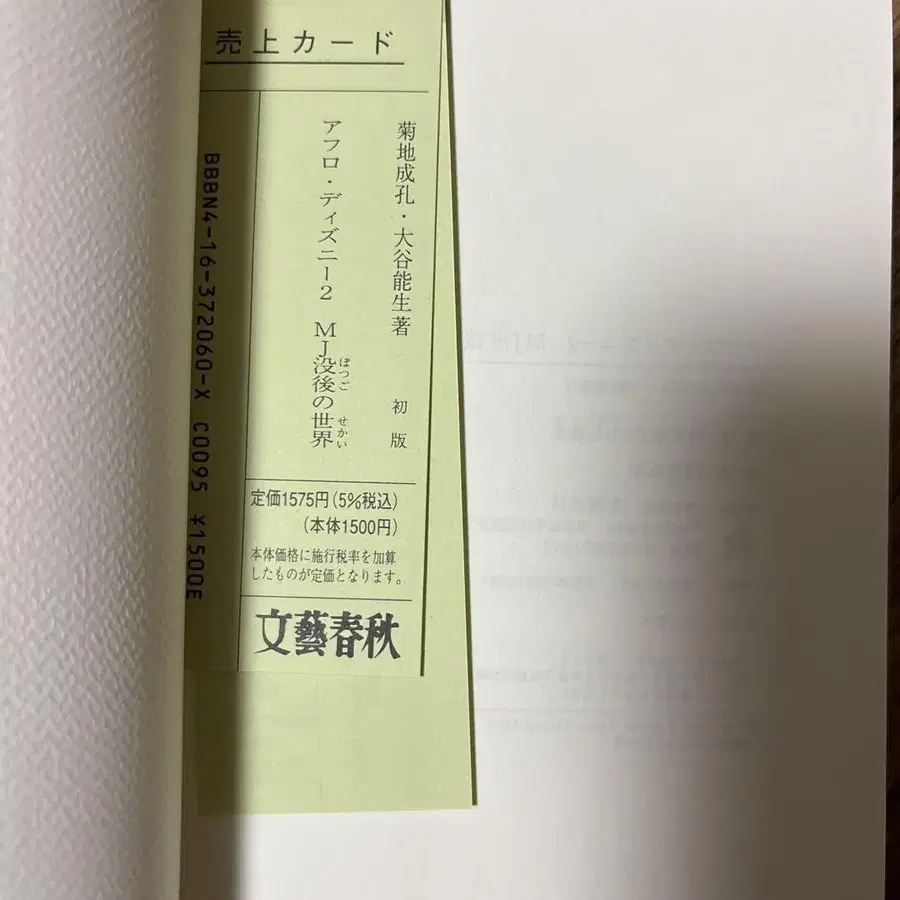 売上カード
菊地成孔・大谷能生著 初版
アフロ・ディズニー2 MJ没後の世界
ぼつご せかい
定価1575円(5%税込)
(本体1500円)
本体価格に施行税率を加算
したものが定価となります。
文藝春秋
BBBN4-16-372060-X C0095 ¥1500E